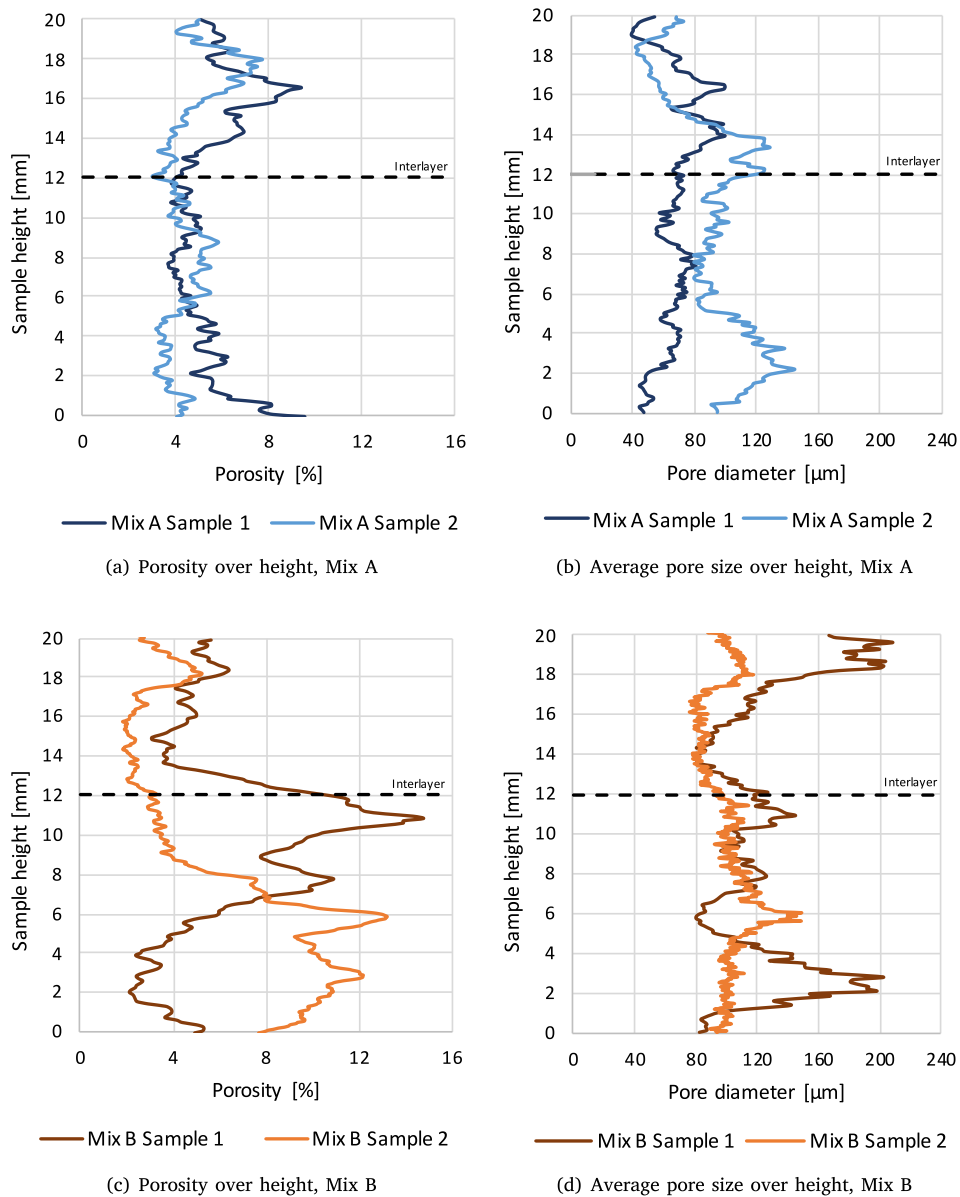 20
18
16
14
12
10
8
6
4
2
0
Sample height [mm]
Interlayer
0 4 8 12 16
Porosity [%]
Mix A Sample 1 Mix A Sample 2
(a) Porosity over height, Mix A
20
18
16
14
12
10
8
6
4
2
0
Sample height [mm]
Interlayer
0 40 80 120 160 200 240
Pore diameter [µm]
Mix A Sample 1 Mix A Sample 2
(b) Average pore size over height, Mix A
20
18
16
14
12
10
8
6
4
2
0
Sample height [mm]
Interlayer
0 4 8 12 16
Porosity [%]
Mix B Sample 1 Mix B Sample 2
(c) Porosity over height, Mix B
20
18
16
14
12
10
8
6
4
2
0
Sample height [mm]
Interlayer
0 40 80 120 160 200 240
Pore diameter [µm]
Mix B Sample 1 Mix B Sample 2
(d) Average pore size over height, Mix B